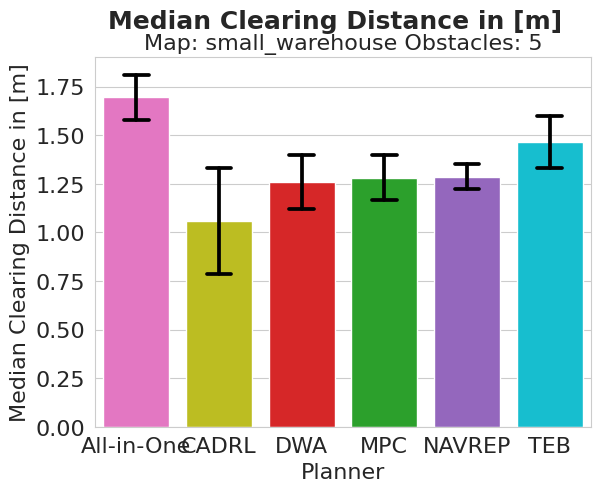 Median Clearing Distance in [m]
Map: small_warehouse Obstacles: 5
Median Clearing Distance in [m]
1.75
1.50
1.25
1.00
0.75
0.50
0.25
0.00
All-in-One CADRL DWA MPC NAVREP TEB
Planner